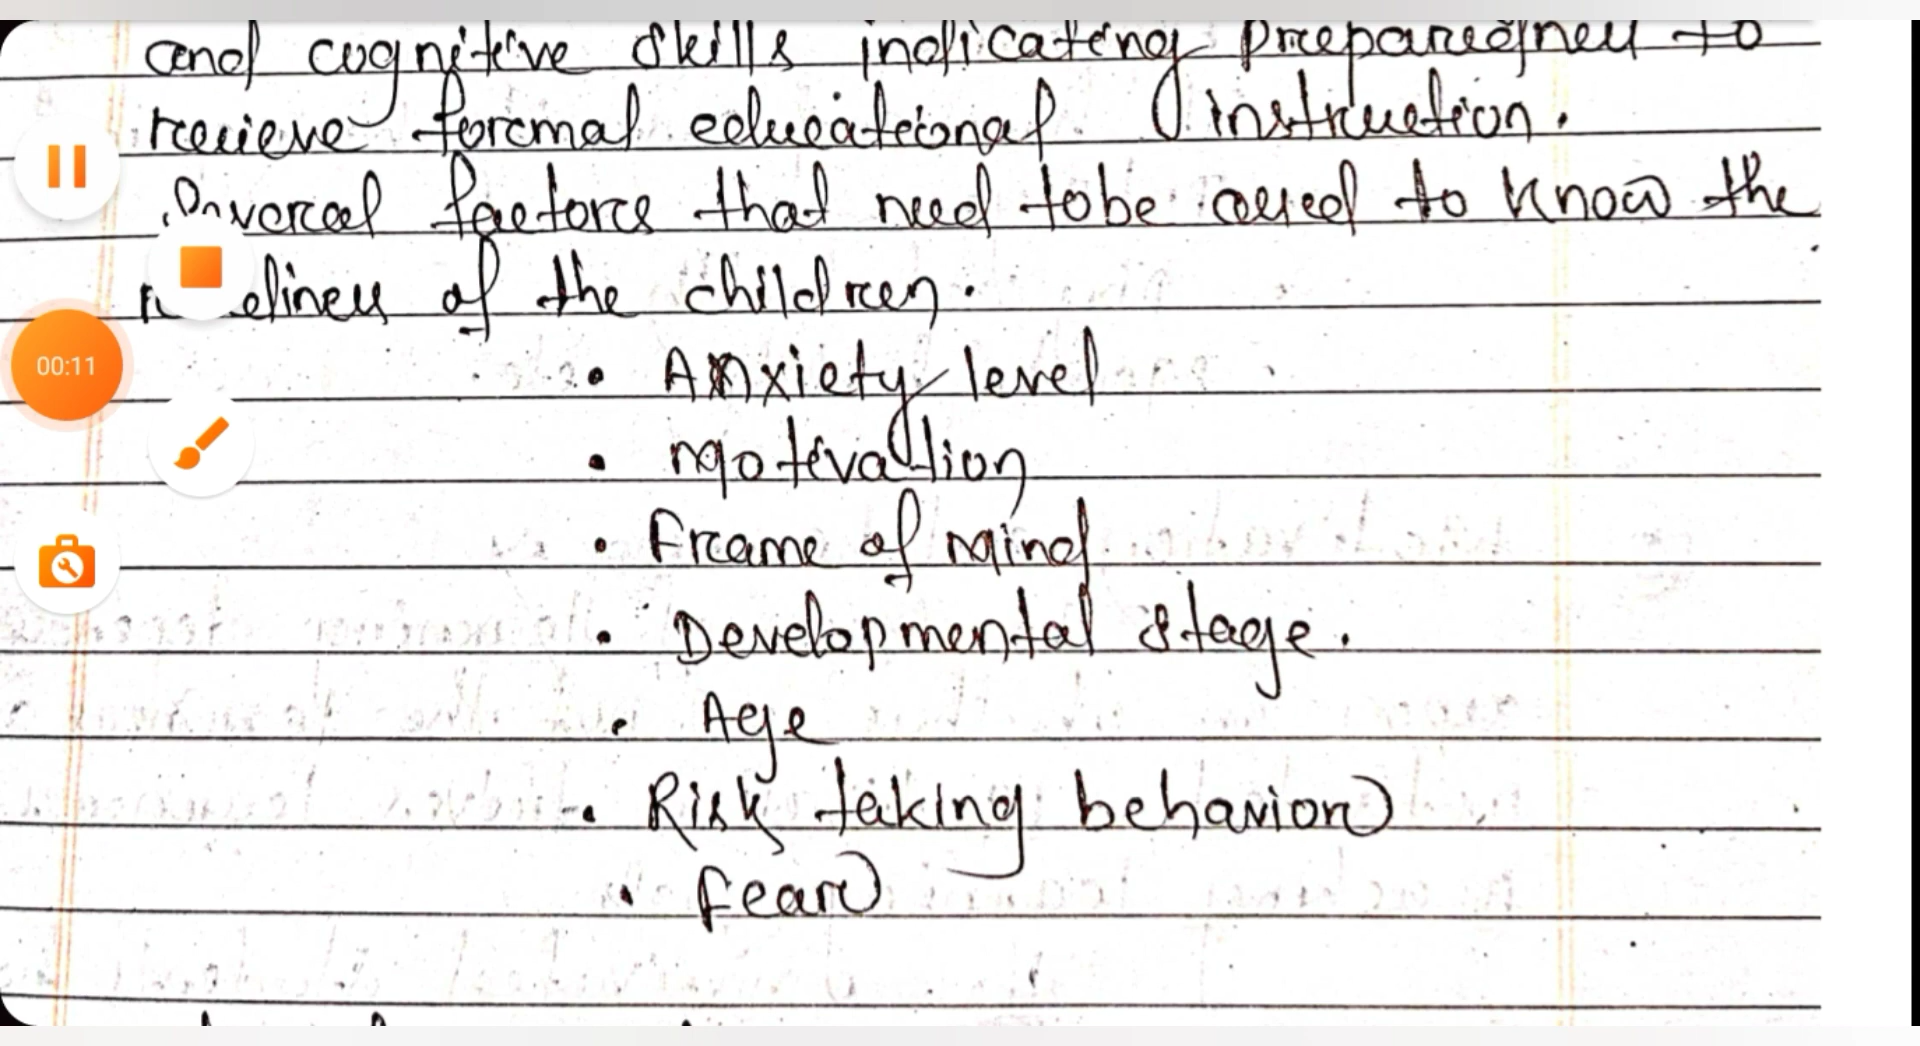 and cognitive skills indicating preparedness to
recieve formal educational instruction.
Several factors that need to be assed to know the
of the children.
00:11
• Anxiety level
• Motivation
• Frame of mind
• Developmental stage.
• Age
• Risk taking behavior
• Fear